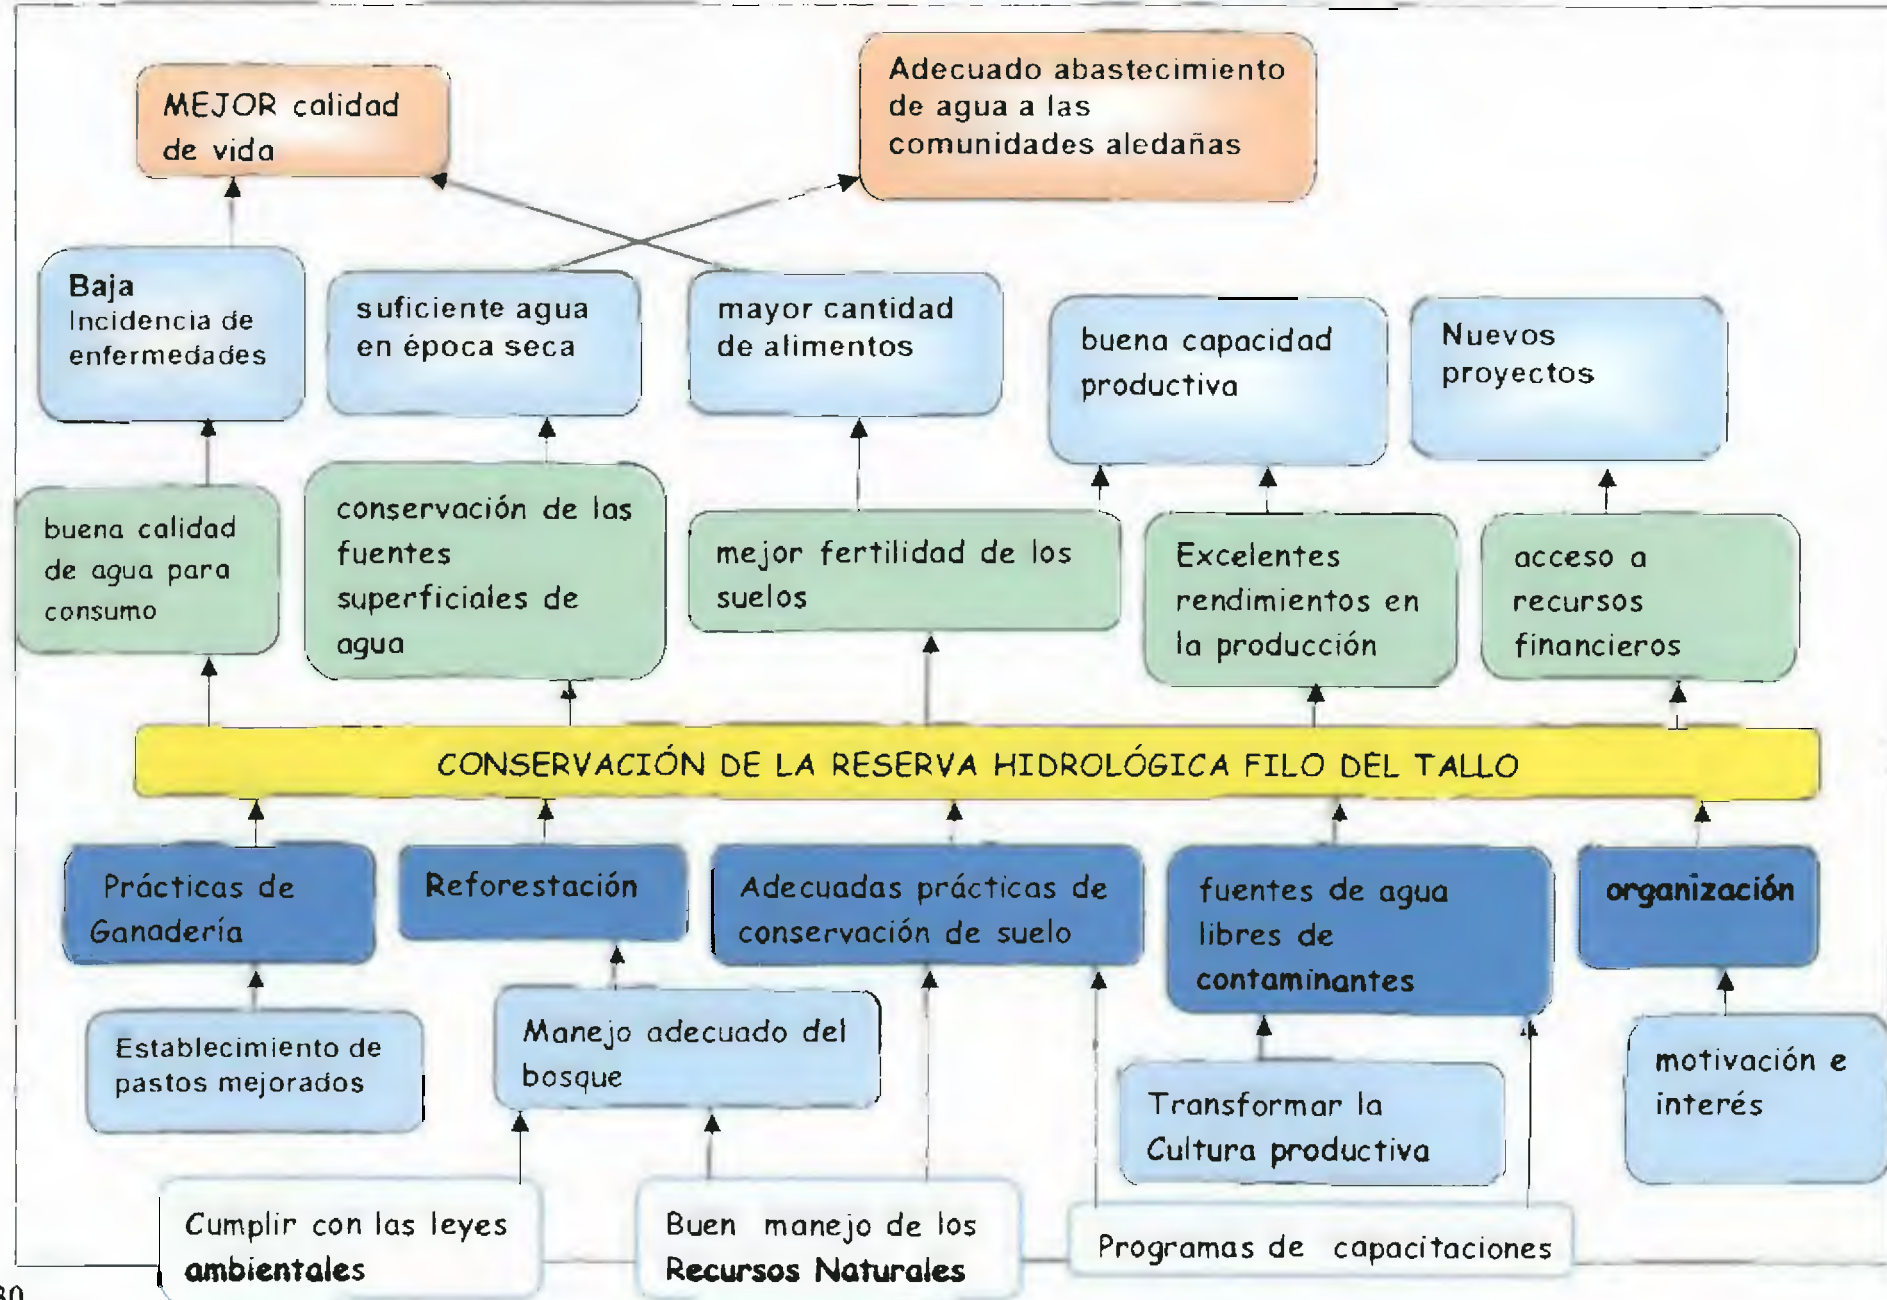 MEJOR calidad
de vida
Adecuado abastecimiento
de agua a las
comunidades aledañas
Baja
Incidencia de
enfermedades
suficiente agua
en época seca
mayor cantidad
de alimentos
buena capacidad
productiva
Nuevos
proyectos
buena calidad
de agua para
consumo
conservación de las
fuentes
superficiales de
agua
mejor fertilidad de los
suelos
Excelentes
rendimientos en
la producción
acceso a
recursos
financieros
CONSERVACIÓN DE LA RESERVA HIDROLÓGICA FILO DEL TALLO
Prácticas de
Ganadería
Reforestación
Adecuadas prácticas de
conservación de suelo
fuentes de agua
libres de
contaminantes
organización
Establecimiento de
pastos mejorados
Manejo adecuado del
bosque
Transformar la
Cultura productiva
motivación e
interés
Cumplir con las leyes
ambientales
Buen manejo de los
Recursos Naturales
Programas de capacitaciones